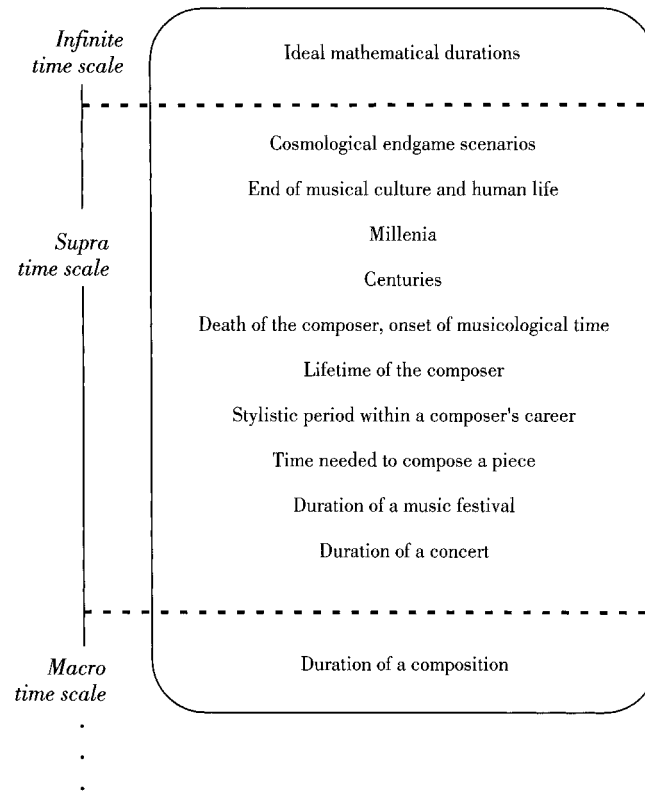 Infinite
time scale
Ideal mathematical durations
Cosmological endgame scenarios
End of musical culture and human life
Millenia
Supra
time scale
Centuries
Death of the composer, onset of musicological time
Lifetime of the composer
Stylistic period within a composer's career
Time needed to compose a piece
Duration of a music festival
Duration of a concert
Macro
time scale
Duration of a composition